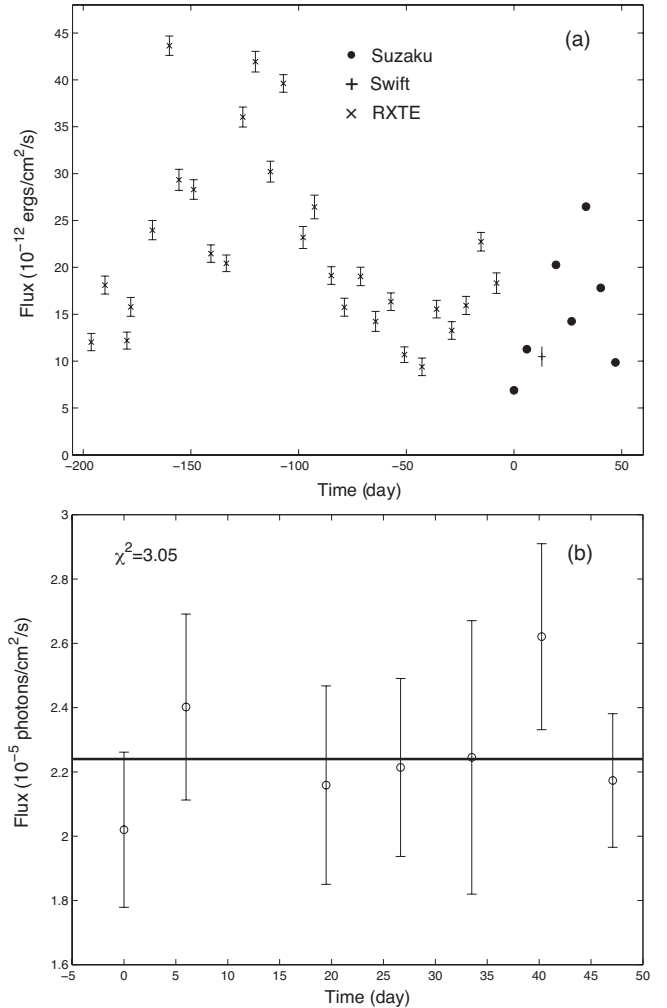 45
40
35
30
25
20
15
10
5
0
Flux (10⁻¹² ergs/cm²/s)
(a)
Suzaku
Swift
RXTE
−200 −150 −100 −50 0 50
Time (day)
3
2.8
2.6
2.4
2.2
2
1.8
1.6
Flux (10⁻⁵ photons/cm²/s)
χ²=3.05
(b)
−5 0 5 10 15 20 25 30 35 40 45 50
Time (day)